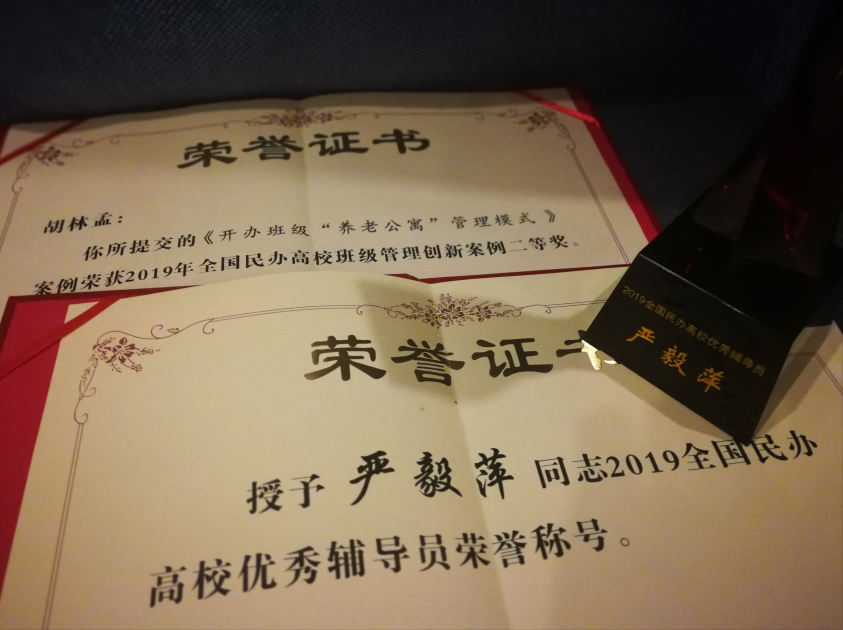 荣誉证书
胡林孟：
你所提交的《开办班级“养老公寓”管理模式》
案例荣获2019年全国民办高校班级管理创新案例二等奖。
荣誉证书
授予 严毅萍 同志2019全国民办
高校优秀辅导员荣誉称号。
2019全国民办高校优秀辅导员
严毅萍